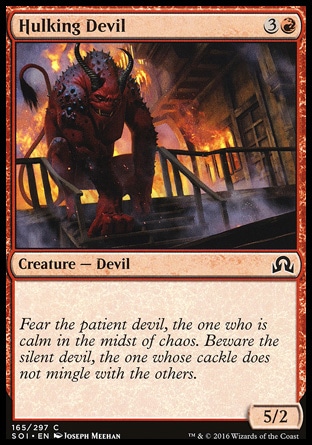 Hulking Devil 3
Creature — Devil
Fear the patient devil, the one who is
calm in the midst of chaos. Beware the
silent devil, the one whose cackle does
not mingle with the others.
5/2
165/297 C
SOI • EN Joseph Meehan
™ & © 2016 Wizards of the Coast